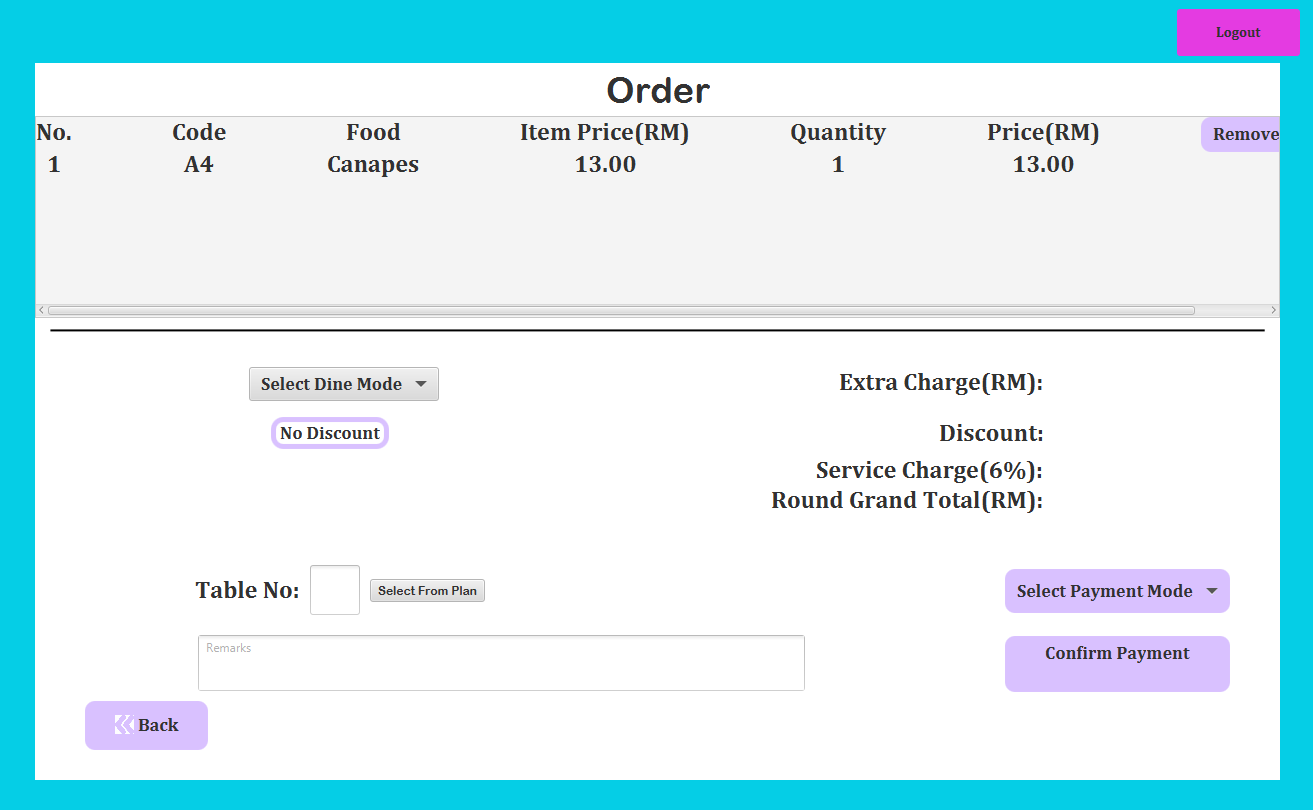 Logout
Order
No. Code Food Item Price(RM) Quantity Price(RM) Remove
1 A4 Canapes 13.00 1 13.00
Select Dine Mode
Extra Charge(RM):
No Discount
Discount:
Service Charge(6%):
Round Grand Total(RM):
Table No:
Select From Plan
Select Payment Mode
Remarks
Confirm Payment
Back